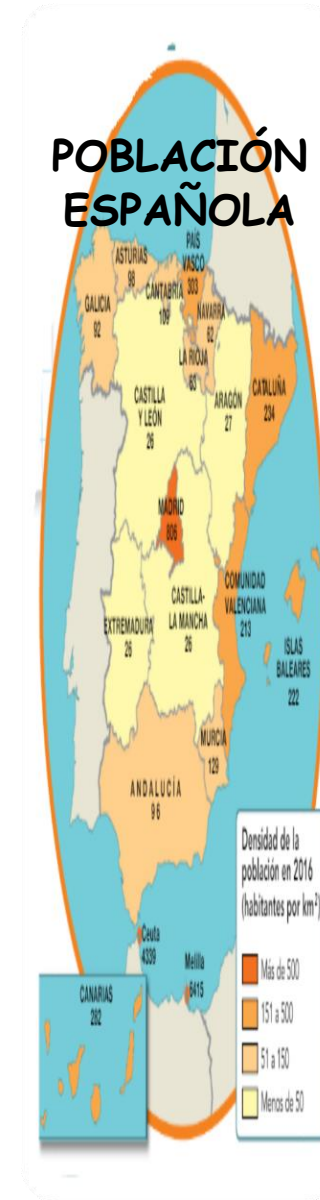 POBLACIÓN
ESPAÑOLA
PAÍS
VASCO
303
ASTURIAS
98
CANTABRIA
109
GALICIA
92
NAVARRA
62
LA RIOJA
63
CATALUÑA
234
ARAGÓN
27
CASTILLA
Y LEÓN
26
MADRID
806
COMUNIDAD
VALENCIANA
213
CASTILLA-
LA MANCHA
26
EXTREMADURA
26
ISLAS
BALEARES
222
MURCIA
129
ANDALUCÍA
96
Ceuta
4339
Melilla
6415
CANARIAS
282
Densidad de la
población en 2016
(habitantes por km²)
Más de 500
151 a 500
51 a 150
Menos de 50